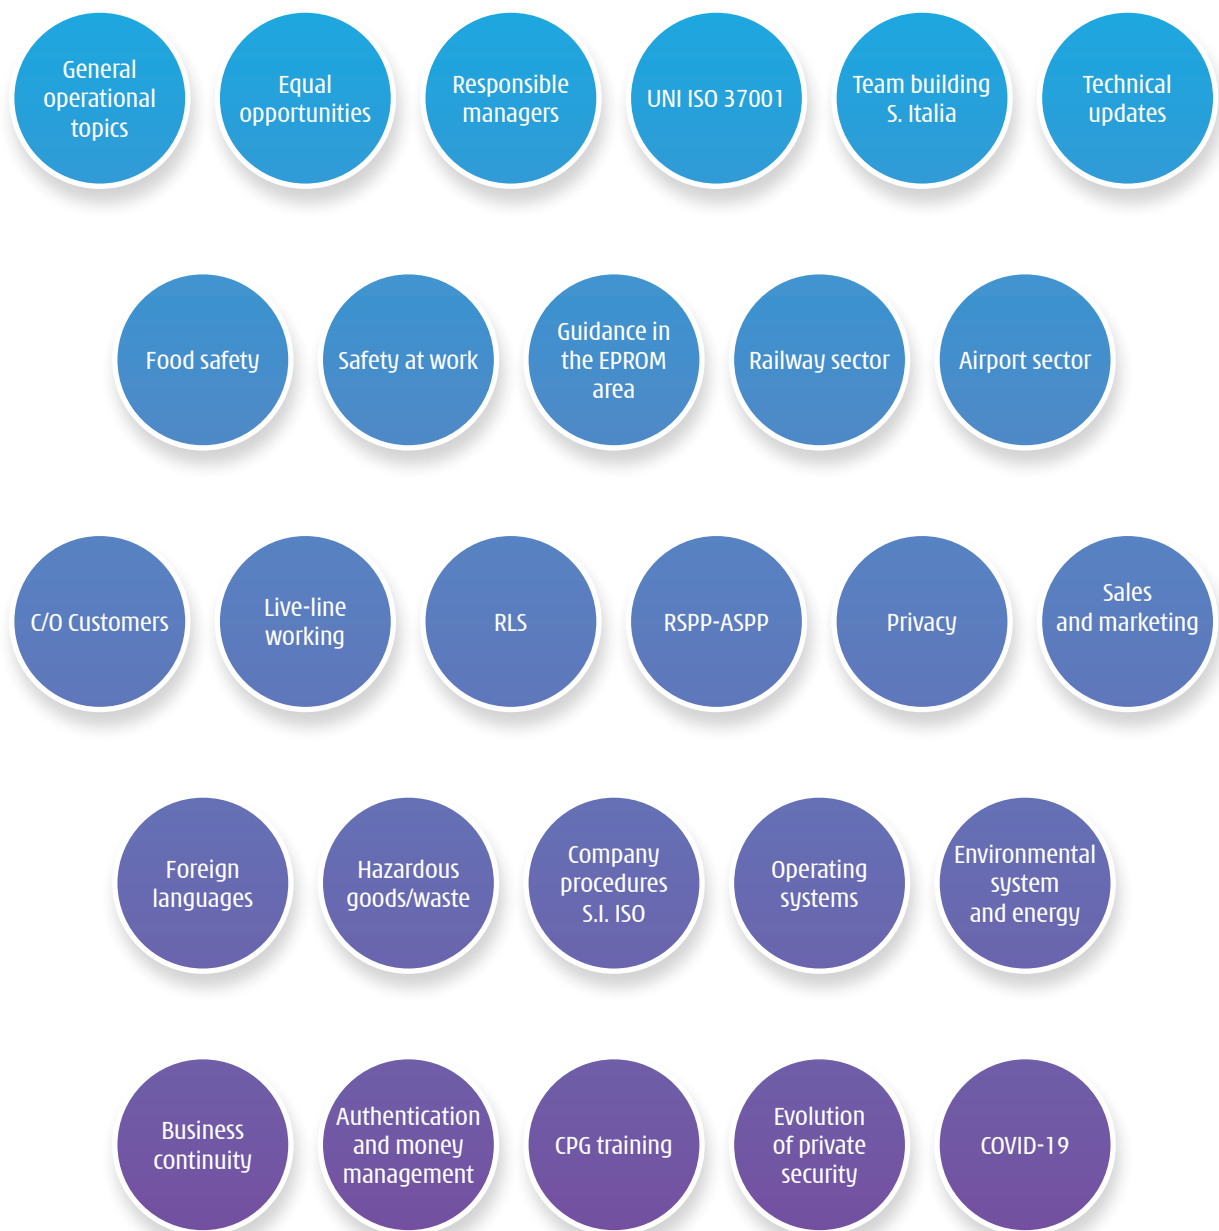 General
operational
topics
Equal
opportunities
Responsible
managers
UNI ISO 37001
Team building
S. Italia
Technical
updates
Food safety
Safety at work
Guidance in
the EPROM
area
Railway sector
Airport sector
C/O Customers
Live-line
working
RLS
RSPP-ASPP
Privacy
Sales
and marketing
Foreign
languages
Hazardous
goods/waste
Company
procedures
S.I. ISO
Operating
systems
Environmental
system
and energy
Business
continuity
Authentication
and money
management
CPG training
Evolution
of private
security
COVID-19